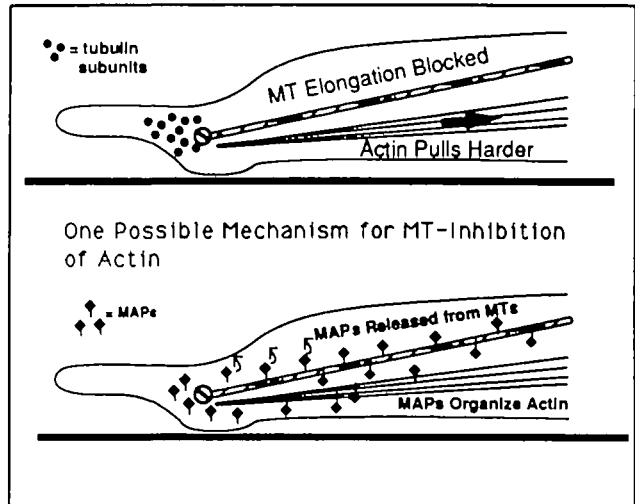 = tubulin
subunits
MT Elongation Blocked
Actin Pulls Harder
One Possible Mechanism for MT-Inhibition
of Actin
= MAPs
MAPs Released from MTs
MAPs Organize Actin